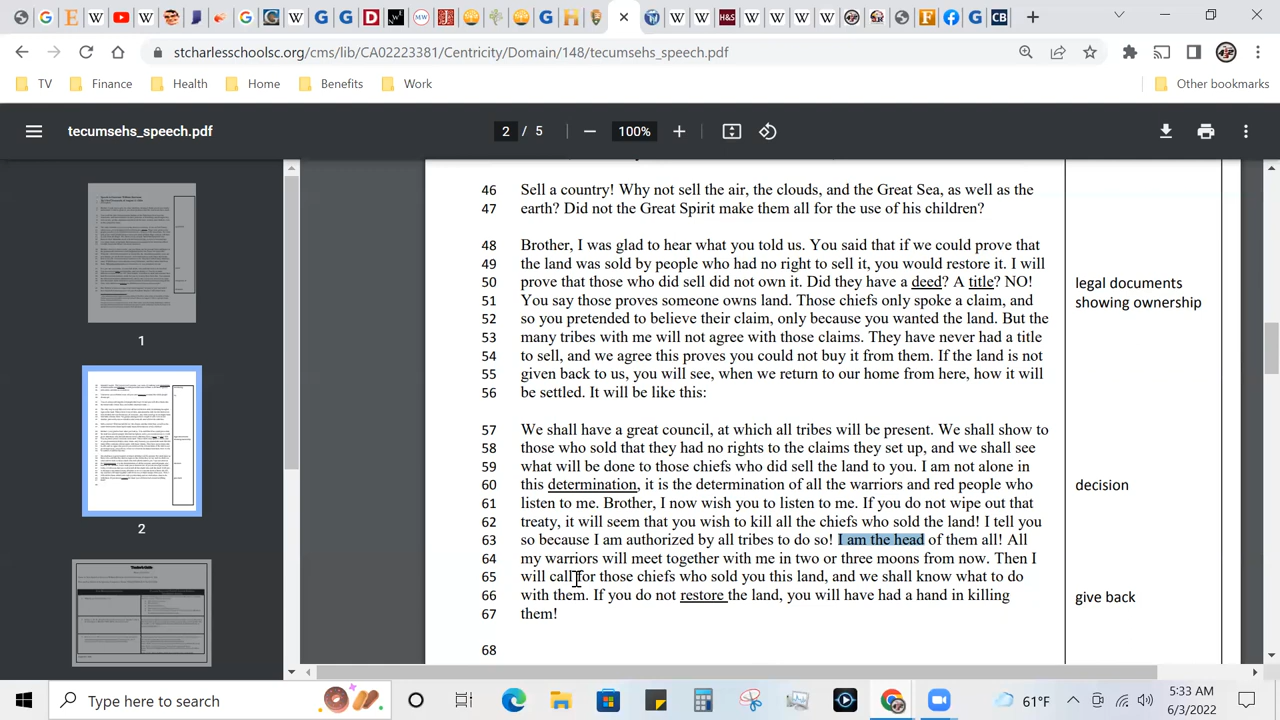 stcharlesschoolsc.org/cms/lib/CA02223381/Centricity/Domain/148/tecumsehs_speech.pdf
TV Finance Health Home Benefits Work Other bookmarks
tecumsehs_speech.pdf 2 / 5 100%
46 Sell a country! Why not sell the air, the clouds, and the Great Sea, as well as the
47 earth? Did not the Great Spirit make them all for the use of his children?
48 Brother, I was glad to hear what you told us. You said that if we could prove that
49 the land was sold by people who had no right to sell it, you would restore it. I will
50 prove that those who did sell did not own it. Did they have a deed? A title? NO! legal documents
51 You say those proves someone owns land. Those chiefs only spoke a claim, and showing ownership
52 so you pretended to believe their claim, only because you wanted the land. But the
53 many tribes with me will not agree with those claims. They have never had a title
54 to sell, and we agree this proves you could not buy it from them. If the land is not
55 given back to us, you will see, when we return to our home from here, how it will
56 be settled. It will be like this:
57 We shall have a great council, at which all tribes will be present. We shall show to
58 those who sold that they had no rights to the claims they set up, and we shall see
59 what will be done to those chiefs who did sell the land to you. I am not alone in
60 this determination, it is the determination of all the warriors and red people who decision
61 listen to me. Brother, I now wish you to listen to me. If you do not wipe out that
62 treaty, it will seem that you wish to kill all the chiefs who sold the land! I tell you
63 so because I am authorized by all tribes to do so! I am the head of them all! All
64 my warriors will meet together with me in two or three moons from now. Then I
65 will call for those chiefs who sold you this land, and we shall know what to do
66 with them. If you do not restore the land, you will have had a hand in killing give back
67 them!
68
1
2
Type here to search
61°F
5:33 AM
6/3/2022